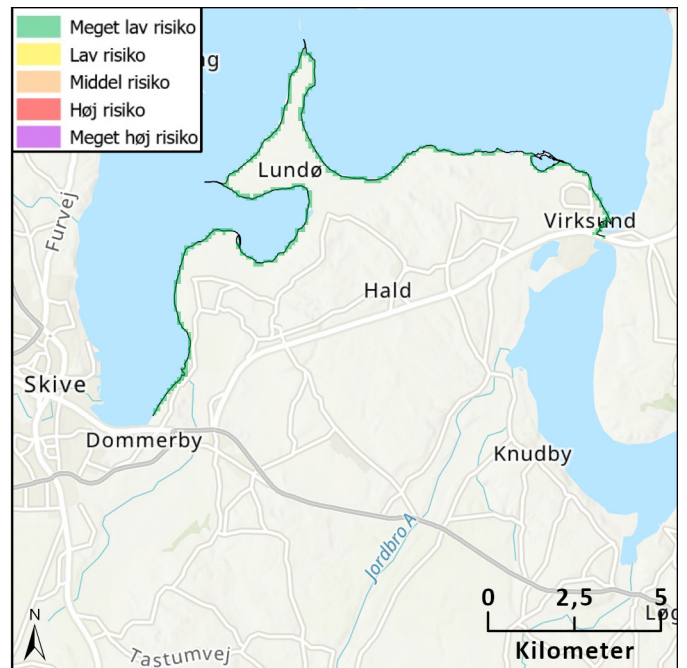 Meget lav risiko
Lav risiko
Middel risiko
Høj risiko
Meget høj risiko
Furvej
Lundø
Virksund
Hald
Skive
Dommerby
Knudby
Jordbro Å
Tastumvej
N
0 2,5 5
Kilometer